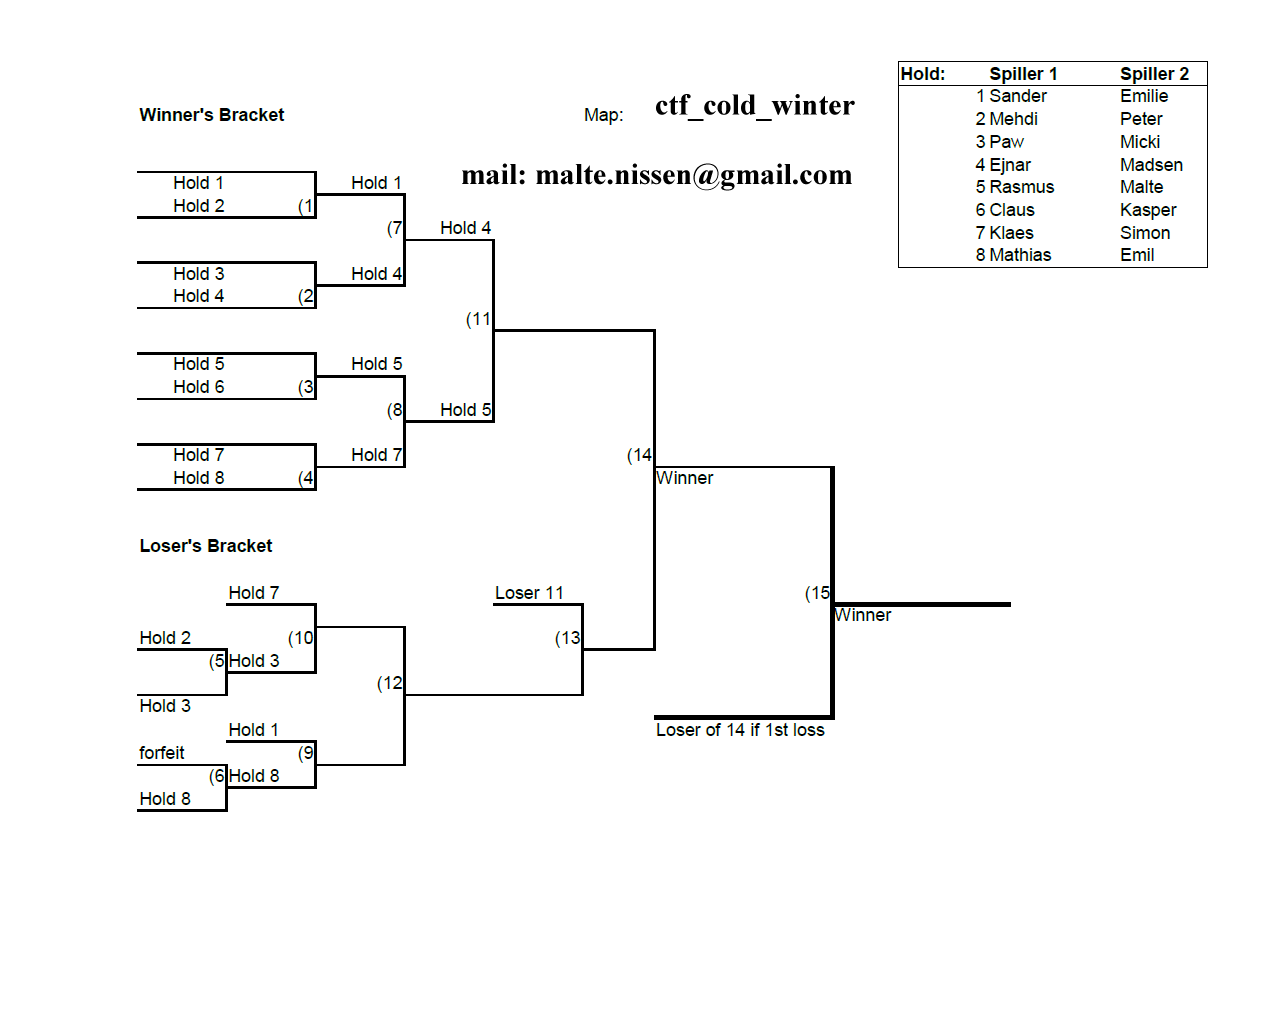 Hold: Spiller 1 Spiller 2
1 Sander Emilie
2 Mehdi Peter
3 Paw Micki
4 Ejnar Madsen
5 Rasmus Malte
6 Claus Kasper
7 Klaes Simon
8 Mathias Emil
Winner's Bracket
Map: ctf_cold_winter
mail: malte.nissen@gmail.com
Hold 1
Hold 2 (1
Hold 1
(7
Hold 4
Hold 3
Hold 4 (2
Hold 4
(11
Hold 5
Hold 6 (3
Hold 5
(8
Hold 5
Hold 7
Hold 8 (4
Hold 7
(14
Winner
Loser's Bracket
Hold 7
Hold 2
(10
(5 Hold 3
Hold 3
(12
Loser 11
(13
(15
Winner
Hold 1
forfeit
(9
(6 Hold 8
Hold 8
Loser of 14 if 1st loss